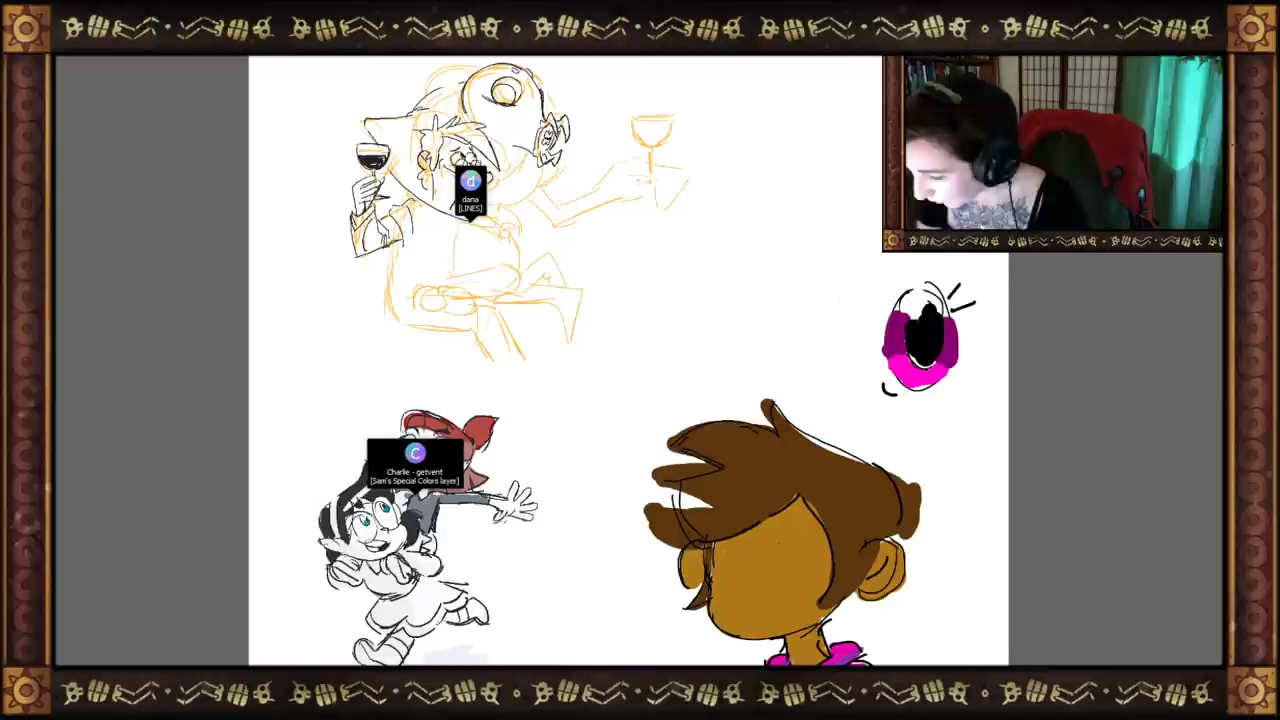 d
dana
[LINES]
C
Charlie - getvent
[Sam's Special Colors layer]